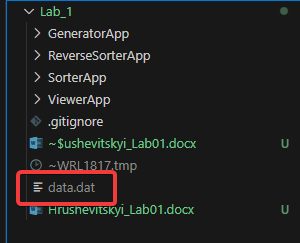 Lab_1
GeneratorApp
ReverseSorterApp
SorterApp
ViewerApp
.gitignore
~$ushevitskyi_Lab01.docx U
~WRL1817.tmp
data.dat
Hrushevitskyi_Lab01.docx U